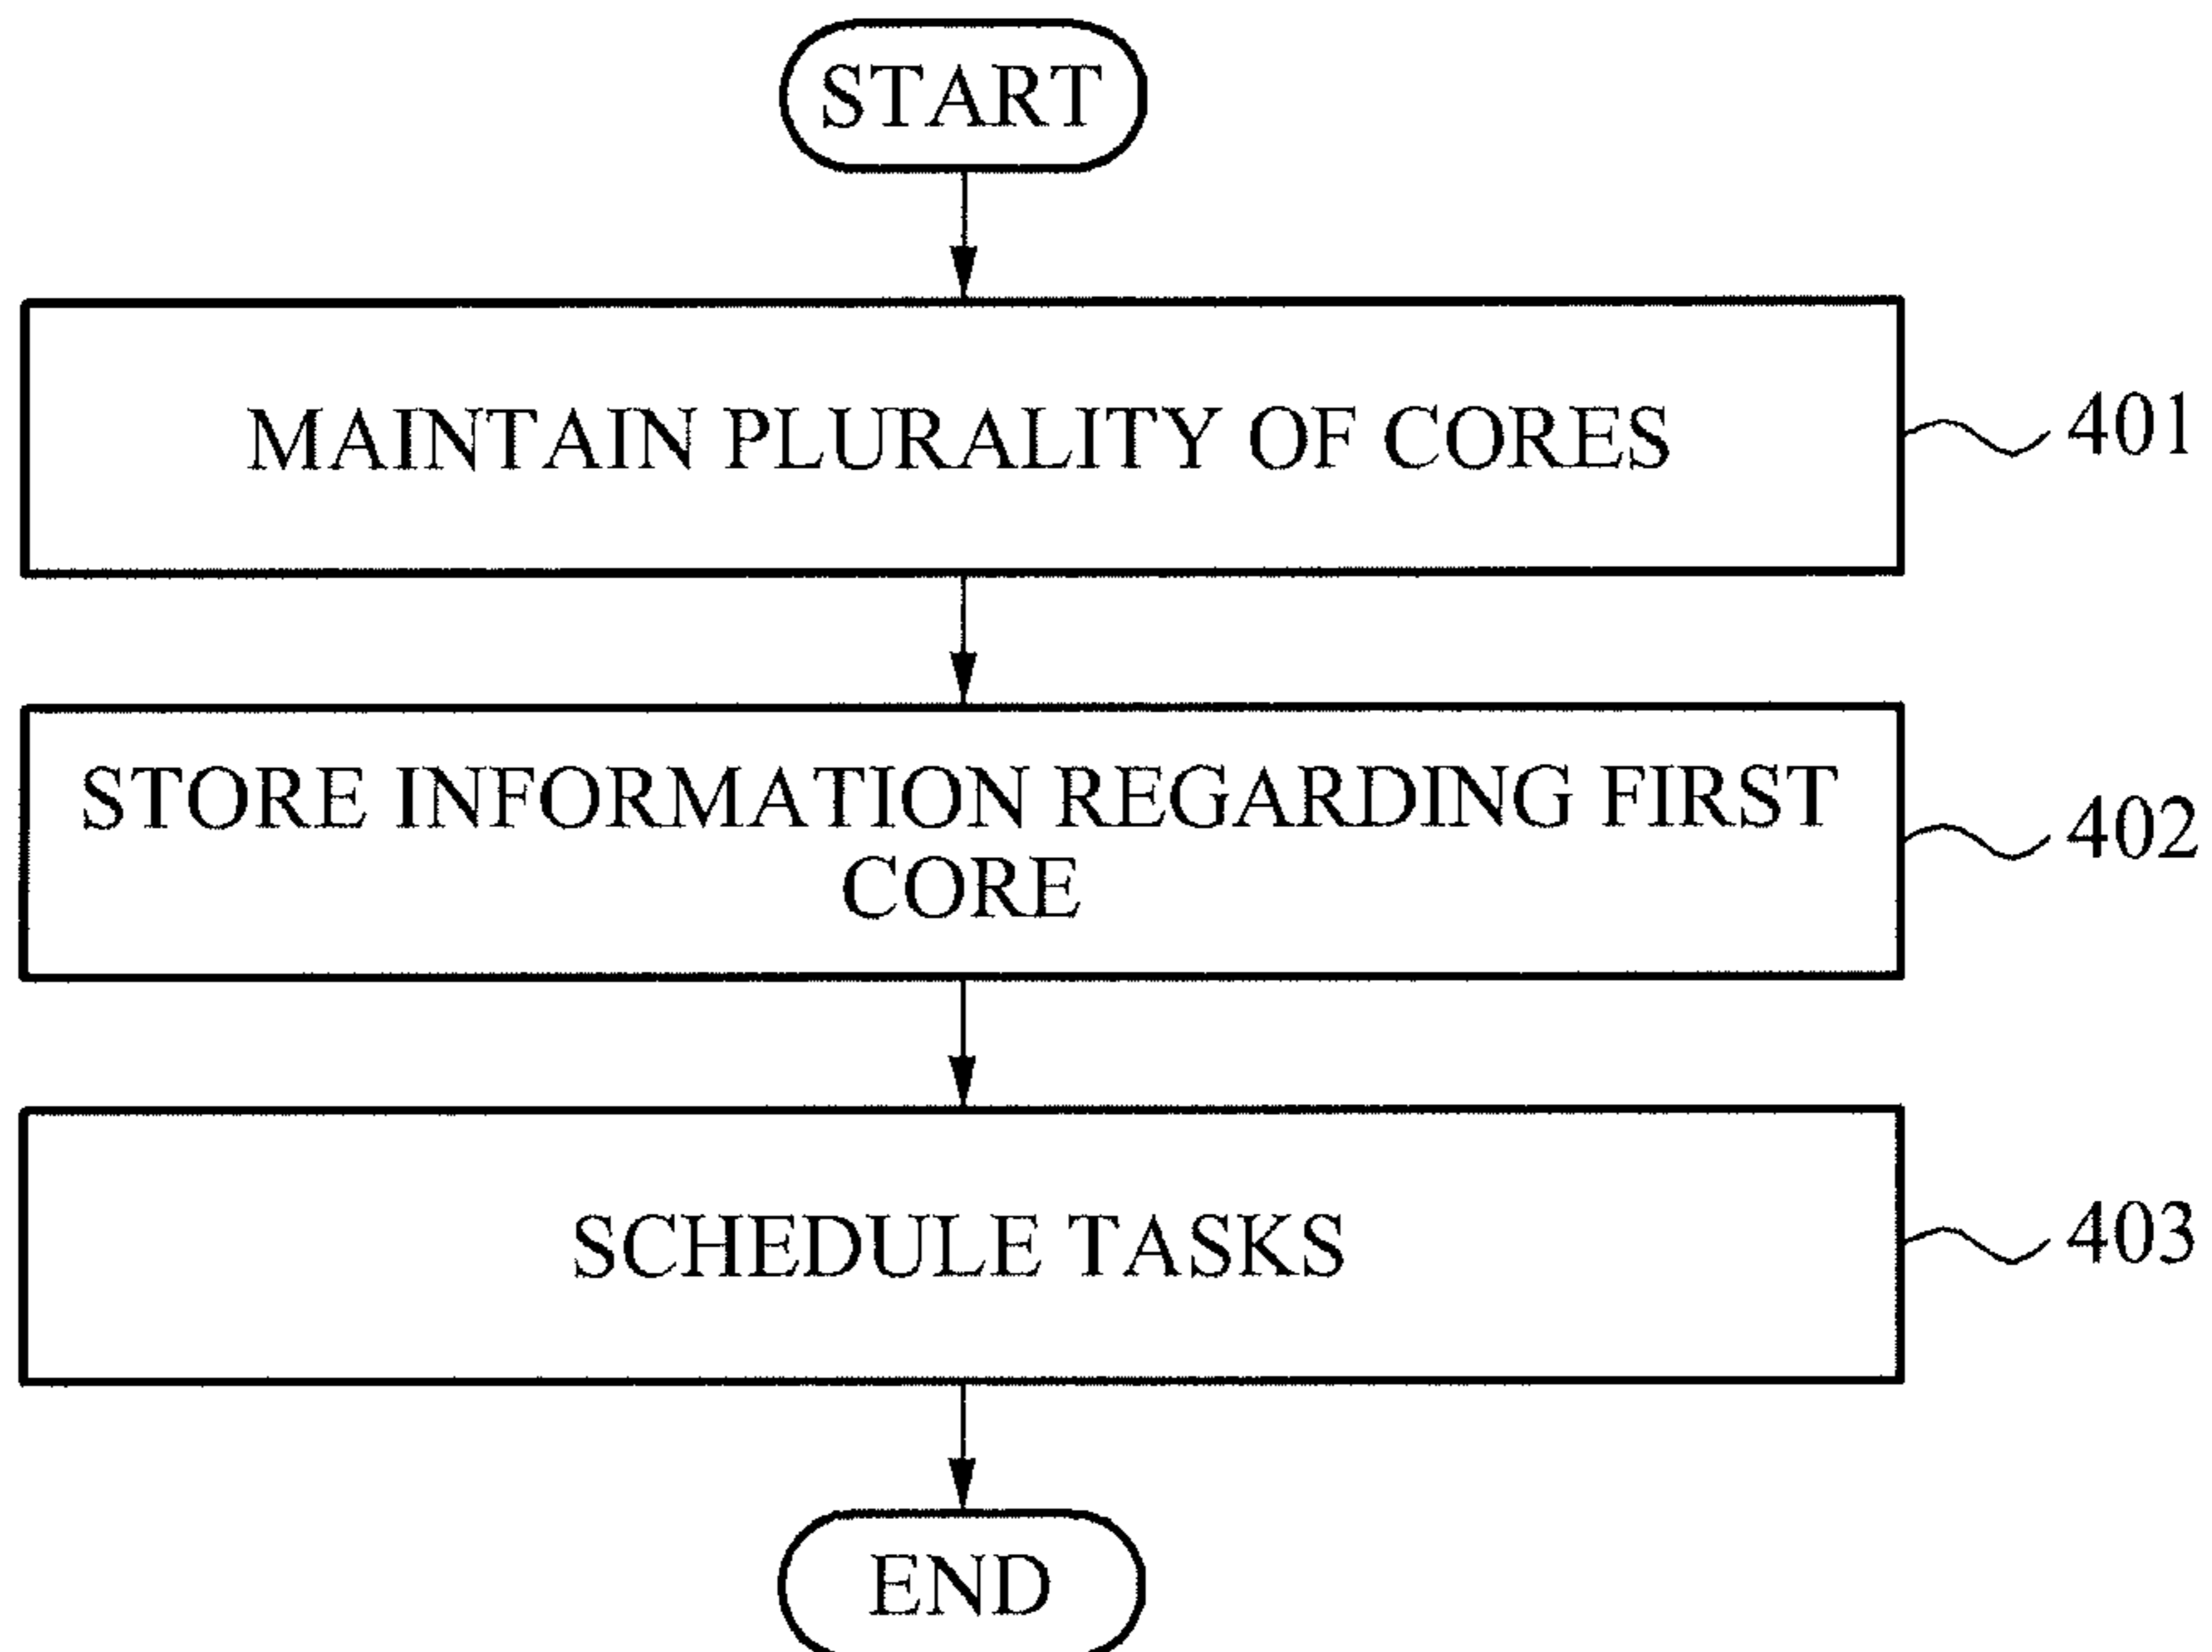 START
MAINTAIN PLURALITY OF CORES
401
STORE INFORMATION REGARDING FIRST
CORE
402
SCHEDULE TASKS
403
END